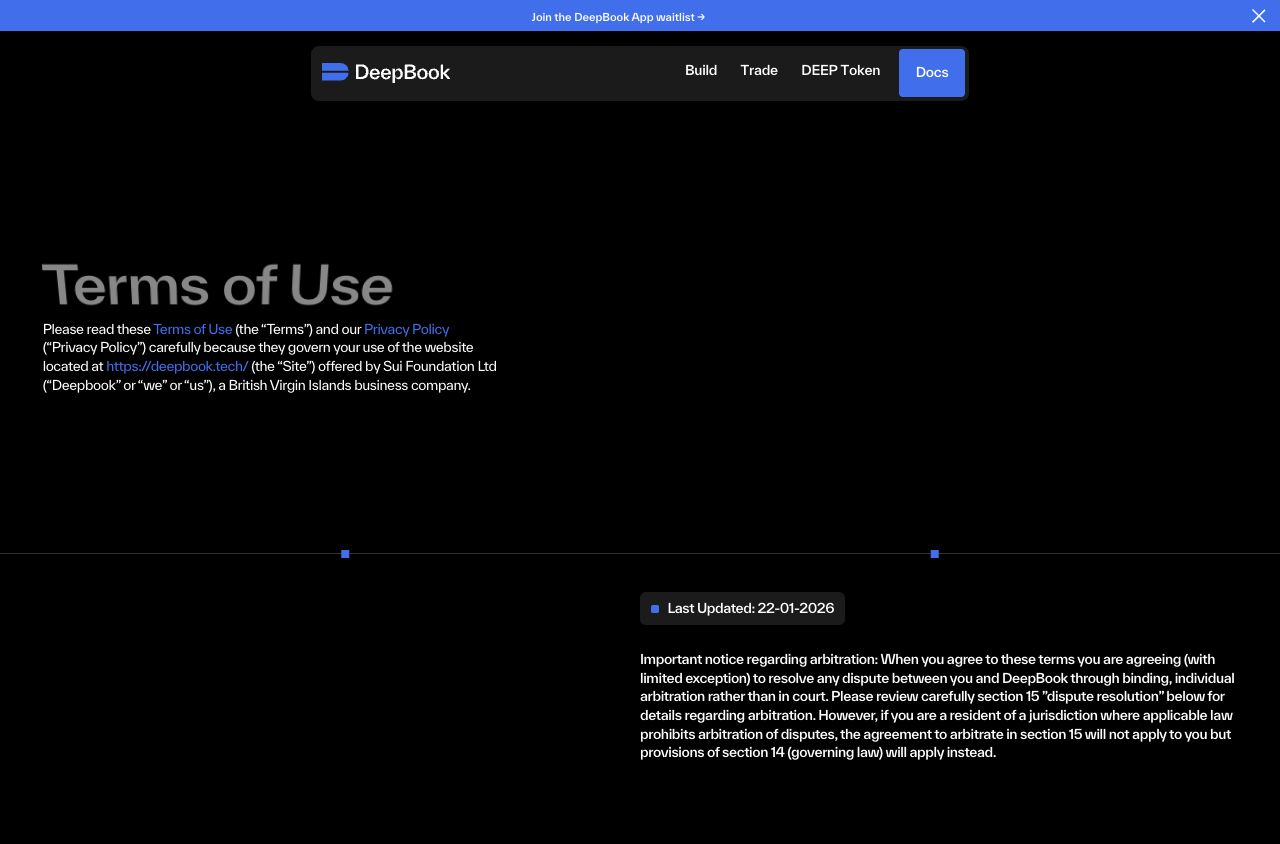 Join the DeepBook App waitlist →
DeepBook
Build
Trade
DEEP Token
Docs
Terms of Use
Please read these Terms of Use (the “Terms”) and our Privacy Policy
(“Privacy Policy”) carefully because they govern your use of the website
located at https://deepbook.tech/ (the “Site”) offered by Sui Foundation Ltd
(“Deepbook” or “we” or “us”), a British Virgin Islands business company.
Last Updated: 22-01-2026
Important notice regarding arbitration: When you agree to these terms you are agreeing (with
limited exception) to resolve any dispute between you and DeepBook through binding, individual
arbitration rather than in court. Please review carefully section 15 ”dispute resolution” below for
details regarding arbitration. However, if you are a resident of a jurisdiction where applicable law
prohibits arbitration of disputes, the agreement to arbitrate in section 15 will not apply to you but
provisions of section 14 (governing law) will apply instead.